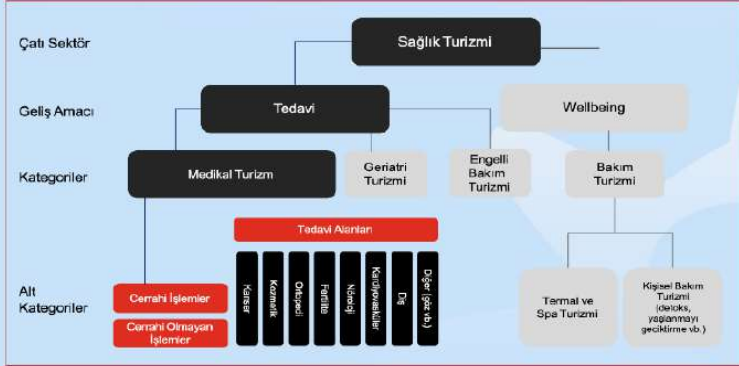 Çatı Sektör
Sağlık Turizmi
Geliş Amacı
Tedavi
Wellbeing
Kategoriler
Medikal Turizm
Geriatri
Turizmi
Engelli
Bakım
Turizmi
Bakım
Turizmi
Tedavi Alanları
Alt
Kategoriler
Cerrahi İşlemler
Cerrahi Olmayan
İşlemler
Kanser
Kozmetik
Ortopedi
Fertilite
Nöroloji
Kardiyovasküler
Diş
Diğer (göz vb.)
Termal ve
Spa Turizmi
Kişisel Bakım
Turizmi
(detoks,
yaşlanmayı
geciktirme vb.)